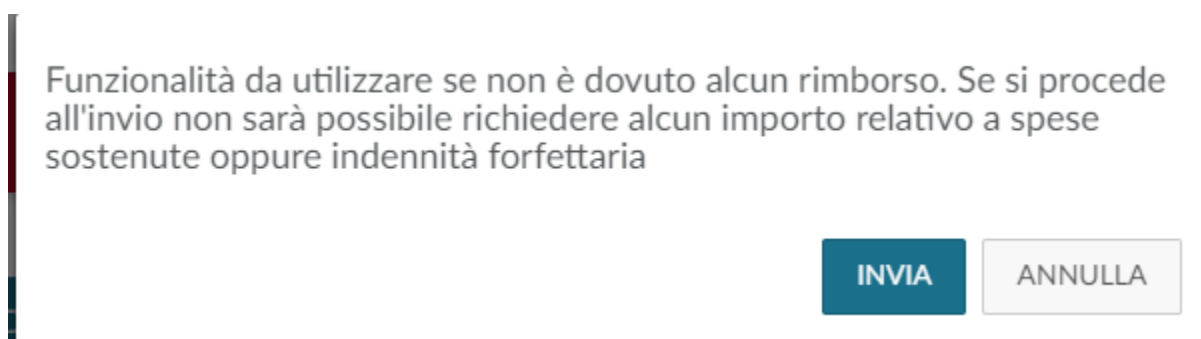 Funzionalità da utilizzare se non è dovuto alcun rimborso. Se si procede
all'invio non sarà possibile richiedere alcun importo relativo a spese
sostenute oppure indennità forfettaria
INVIA ANNULLA